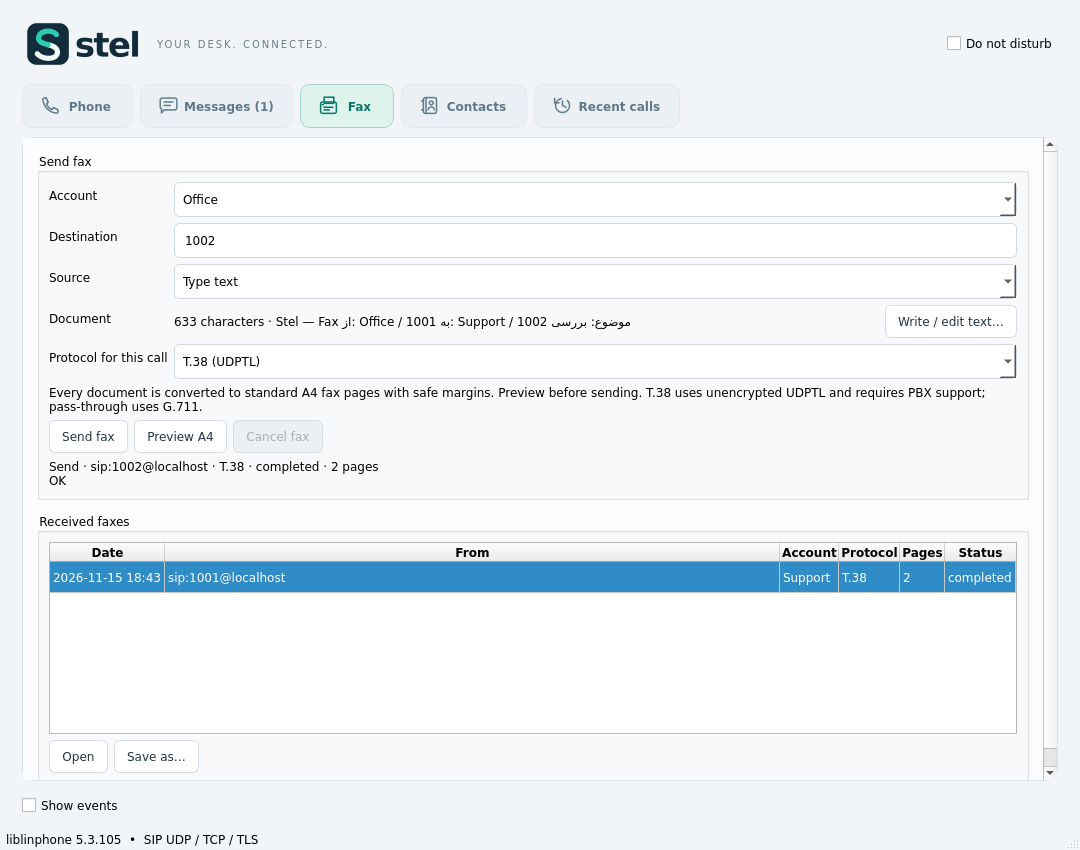 stel
YOUR DESK. CONNECTED.
Do not disturb
Phone
Messages (1)
Fax
Contacts
Recent calls
Send fax
Account
Office
Destination
1002
Source
Type text
Document
633 characters · Stel — Fax از: Office / 1001 به: Support / 1002 موضوع: بررسی
Write / edit text...
Protocol for this call
T.38 (UDPTL)
Every document is converted to standard A4 fax pages with safe margins. Preview before sending. T.38 uses unencrypted UDPTL and requires PBX support;
pass-through uses G.711.
Send fax
Preview A4
Cancel fax
Send · sip:1002@localhost · T.38 · completed · 2 pages
OK
Received faxes
Date From Account Protocol Pages Status
2026-11-15 18:43 sip:1001@localhost Support T.38 2 completed
Open
Save as...
Show events
liblinphone 5.3.105 • SIP UDP / TCP / TLS